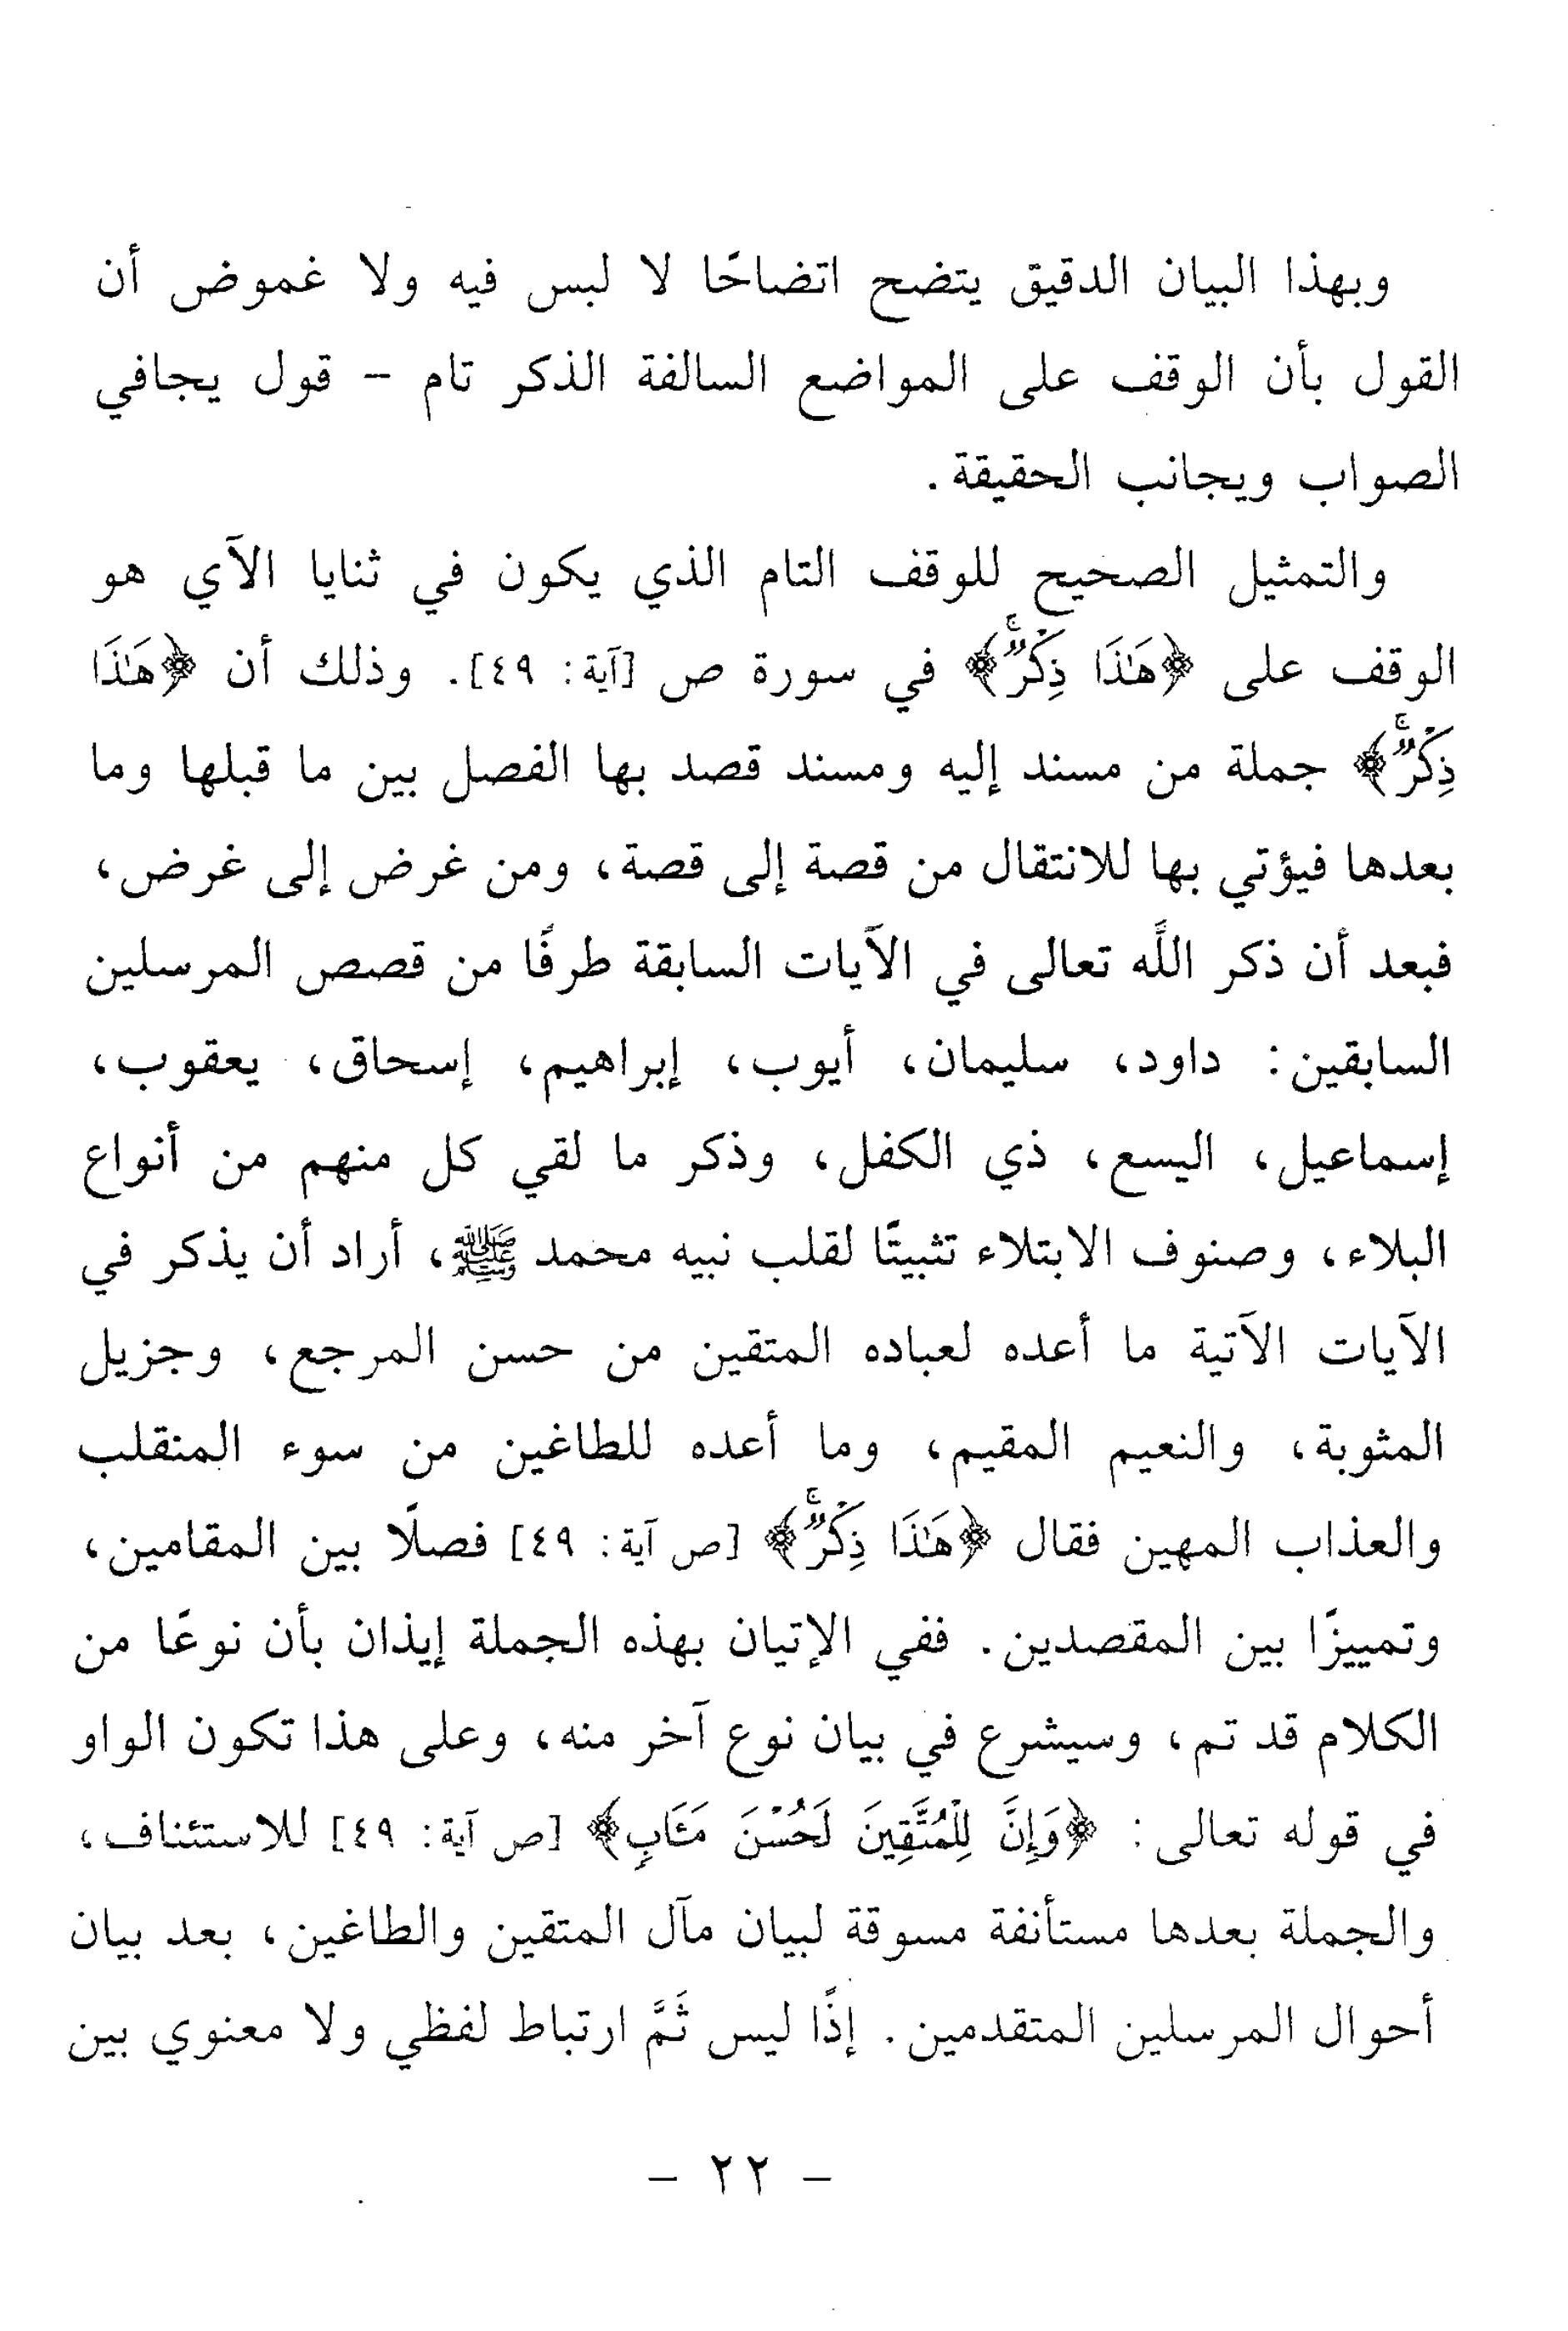 وبهذا البيان الدقيق يتضح اتضاحًا لا لبس فيه ولا غموض أن
القول بأن الوقف على المواضع السالفة الذكر تام – قول يجافي
الصواب ويجانب الحقيقة.
والتمثيل الصحيح للوقف التام الذي يكون في ثنايا الآي هو
الوقف على ﴿هَٰذَا ذِكْرٌۚ﴾ في سورة ص [آية: ٤٩]. وذلك أن ﴿هَٰذَا
ذِكْرٌۚ﴾ جملة من مسند إليه ومسند قصد بها الفصل بين ما قبلها وما
بعدها فيؤتي بها للانتقال من قصة إلى قصة، ومن غرض إلى غرض،
فبعد أن ذكر اللَّه تعالى في الآيات السابقة طرفًا من قصص المرسلين
السابقين: داود، سليمان، أيوب، إبراهيم، إسحاق، يعقوب،
إسماعيل، اليسع، ذي الكفل، وذكر ما لقي كل منهم من أنواع
البلاء، وصنوف الابتلاء تثبيتًا لقلب نبيه محمد ﷺ، أراد أن يذكر في
الآيات الآتية ما أعده لعباده المتقين من حسن المرجع، وجزيل
المثوبة، والنعيم المقيم، وما أعده للطاغين من سوء المنقلب
والعذاب المهين فقال ﴿هَٰذَا ذِكْرٌۚ﴾ [ص آية: ٤٩] فصلًا بين المقامين،
وتمييزًا بين المقصدين. ففي الإتيان بهذه الجملة إيذان بأن نوعًا من
الكلام قد تم، وسيشرع في بيان نوع آخر منه، وعلى هذا تكون الواو
في قوله تعالى: ﴿وَإِنَّ لِلْمُتَّقِينَ لَحُسْنَ مَـَٔابٍ﴾ [ص آية: ٤٩] للاستئناف،
والجملة بعدها مستأنفة مسوقة لبيان مآل المتقين والطاغين، بعد بيان
أحوال المرسلين المتقدمين. إذًا ليس ثَمَّ ارتباط لفظي ولا معنوي بين
– ٢٢ –